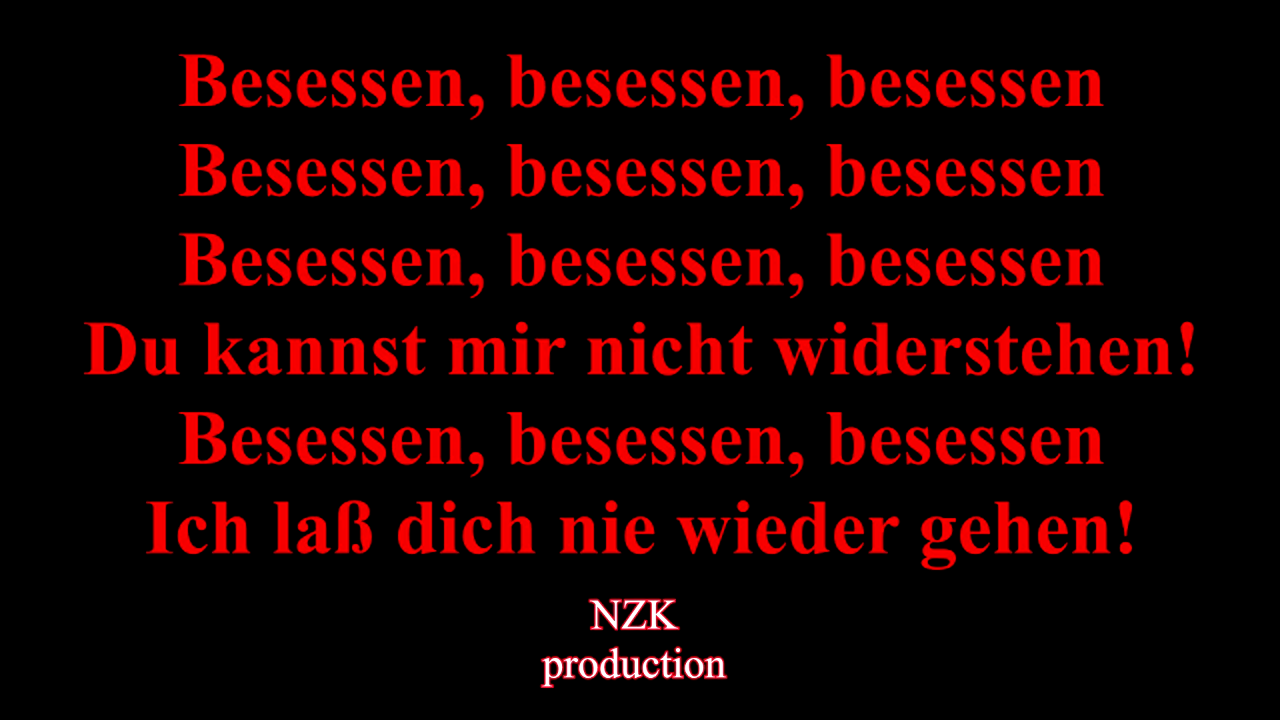 Besessen, besessen, besessen
Besessen, besessen, besessen
Besessen, besessen, besessen
Du kannst mir nicht widerstehen!
Besessen, besessen, besessen
Ich laß dich nie wieder gehen!
NZK
production